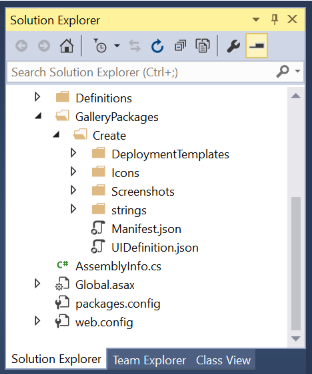 Solution Explorer
Search Solution Explorer (Ctrl+;)
Definitions
GalleryPackages
Create
DeploymentTemplates
Icons
Screenshots
strings
Manifest.json
UIDefinition.json
C# AssemblyInfo.cs
Global.asax
packages.config
web.config
Solution Explorer Team Explorer Class View